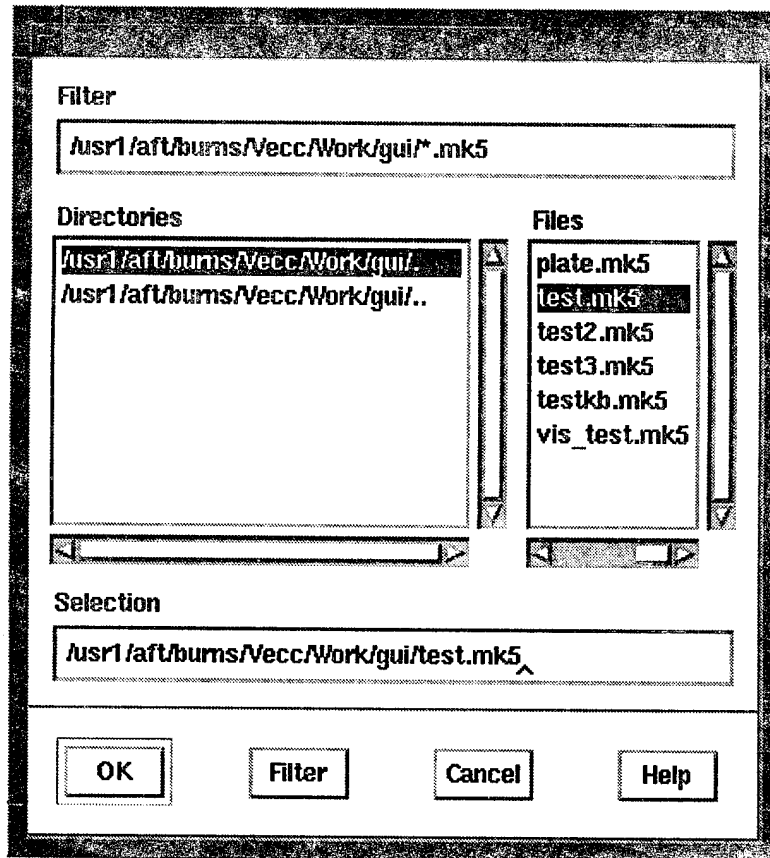 Filter
/usr1/aft/burns/Vecc/Work/gui/*.mk5
Directories
/usr1/aft/burns/Vecc/Work/gui/.
/usr1/aft/burns/Vecc/Work/gui/..
Files
plate.mk5
test.mk5
test2.mk5
test3.mk5
testkb.mk5
vis_test.mk5
Selection
/usr1/aft/burns/Vecc/Work/gui/test.mk5
OK
Filter
Cancel
Help